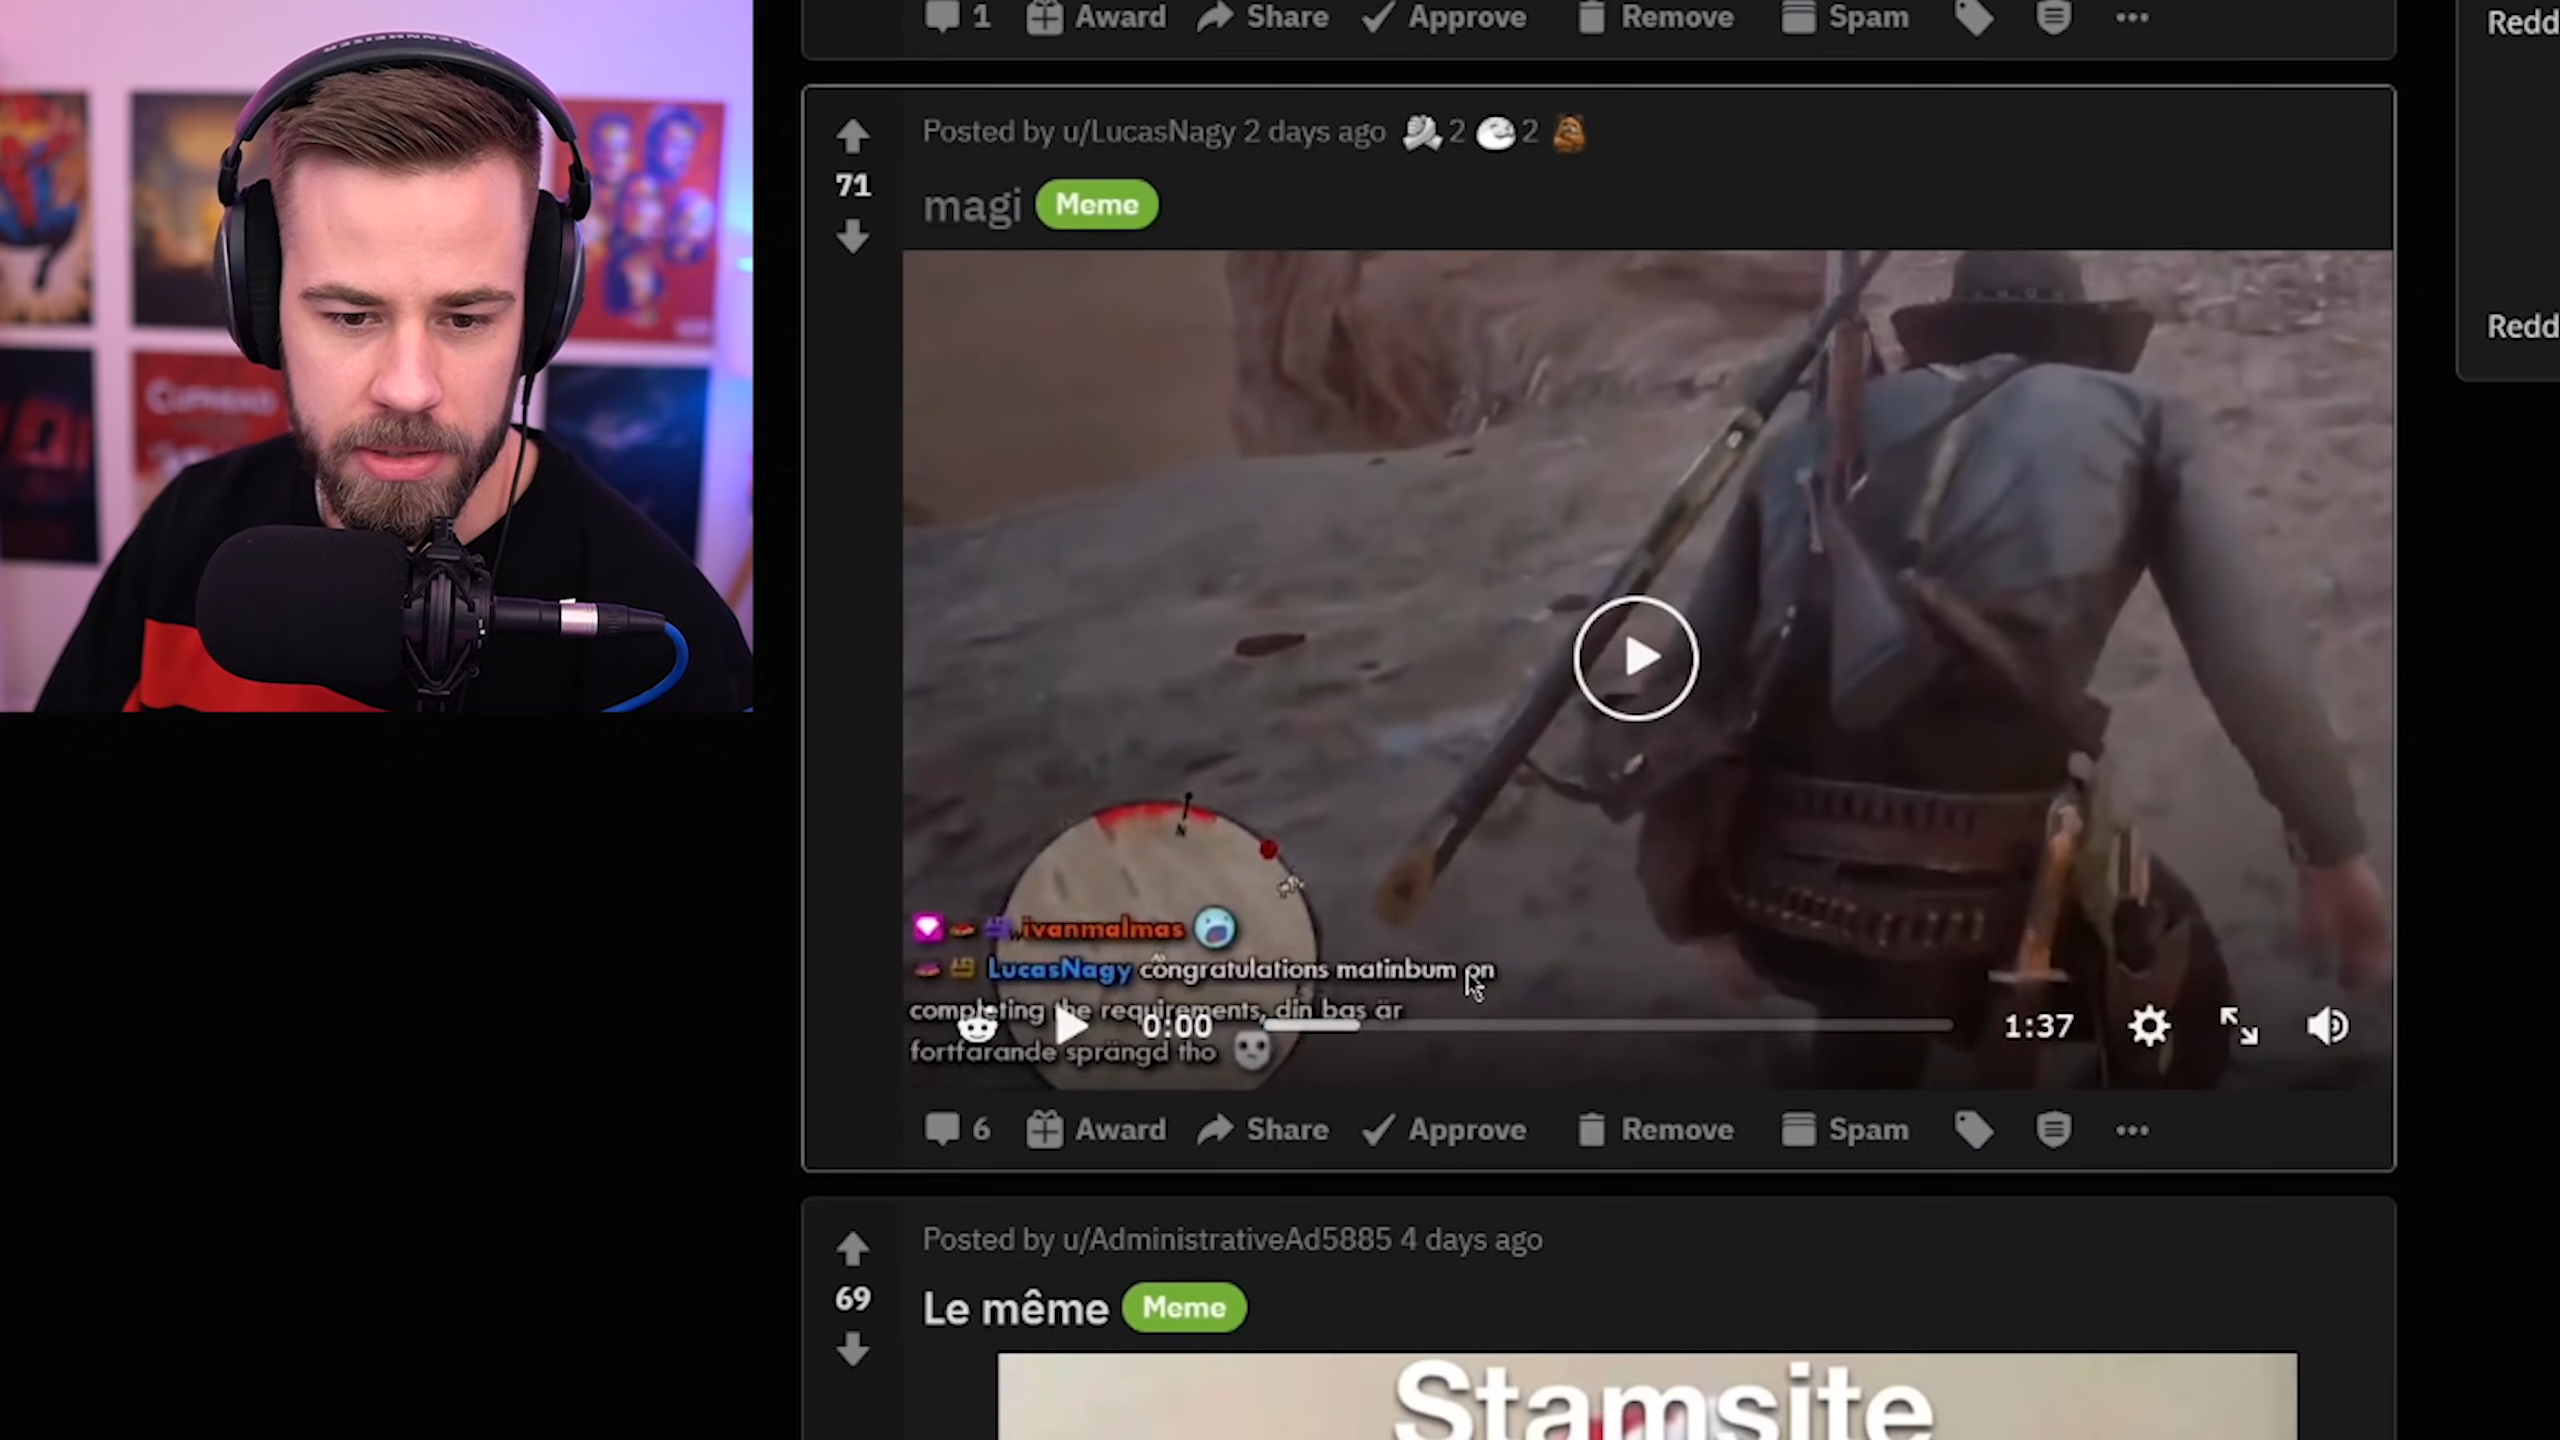 1 Award Share Approve Remove Spam
Redd
SENNHEISER
Posted by u/LucasNagy 2 days ago 2 2
71
magi Meme
Redd
CUPHEAD
N
ivanmalmas
LucasNagy congratulations matinbum on
completing the requirements, din bas är
fortfarande sprängd tho
0:00 1:37
6 Award Share Approve Remove Spam
Posted by u/AdministrativeAd5885 4 days ago
69
Le même Meme
Stamsite